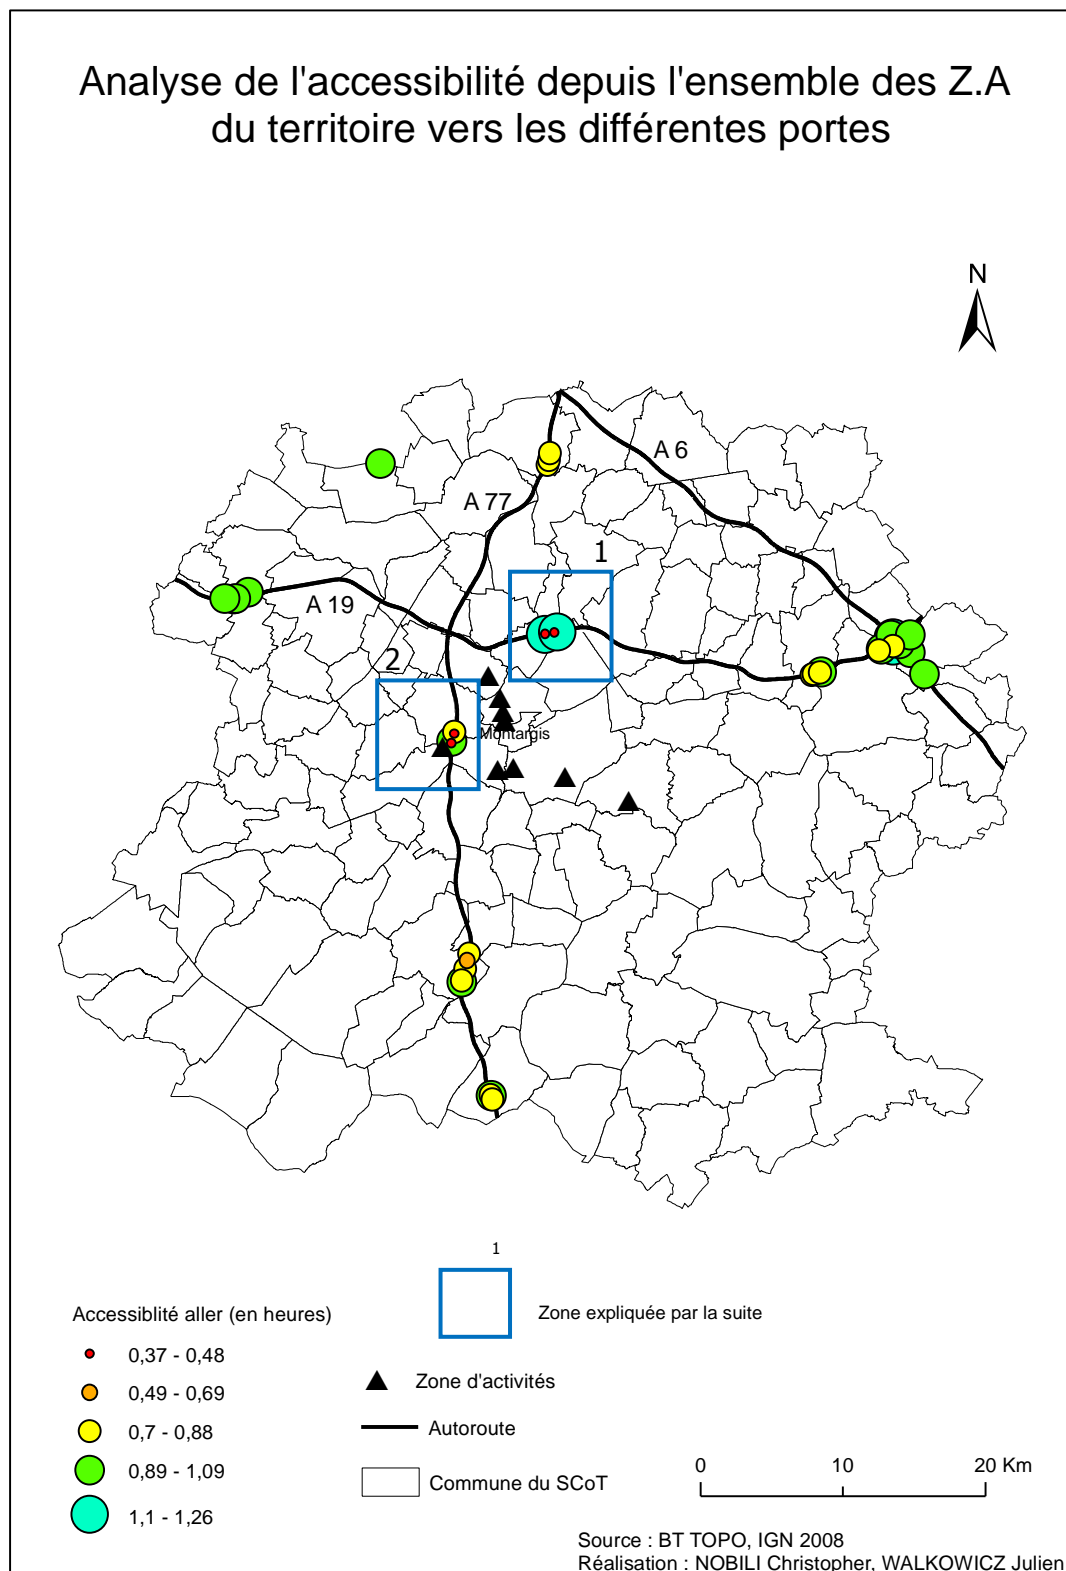 Analyse de l'accessibilité depuis l'ensemble des Z.A
du territoire vers les différentes portes
N
A 6
A 77
1
A 19
2
Montargis
1
Zone expliquée par la suite
Accessiblité aller (en heures)
0,37 - 0,48
0,49 - 0,69
0,7 - 0,88
0,89 - 1,09
1,1 - 1,26
Zone d'activités
Autoroute
Commune du SCoT
0 10 20 Km
Source : BT TOPO, IGN 2008
Réalisation : NOBILI Christopher, WALKOWICZ Julien